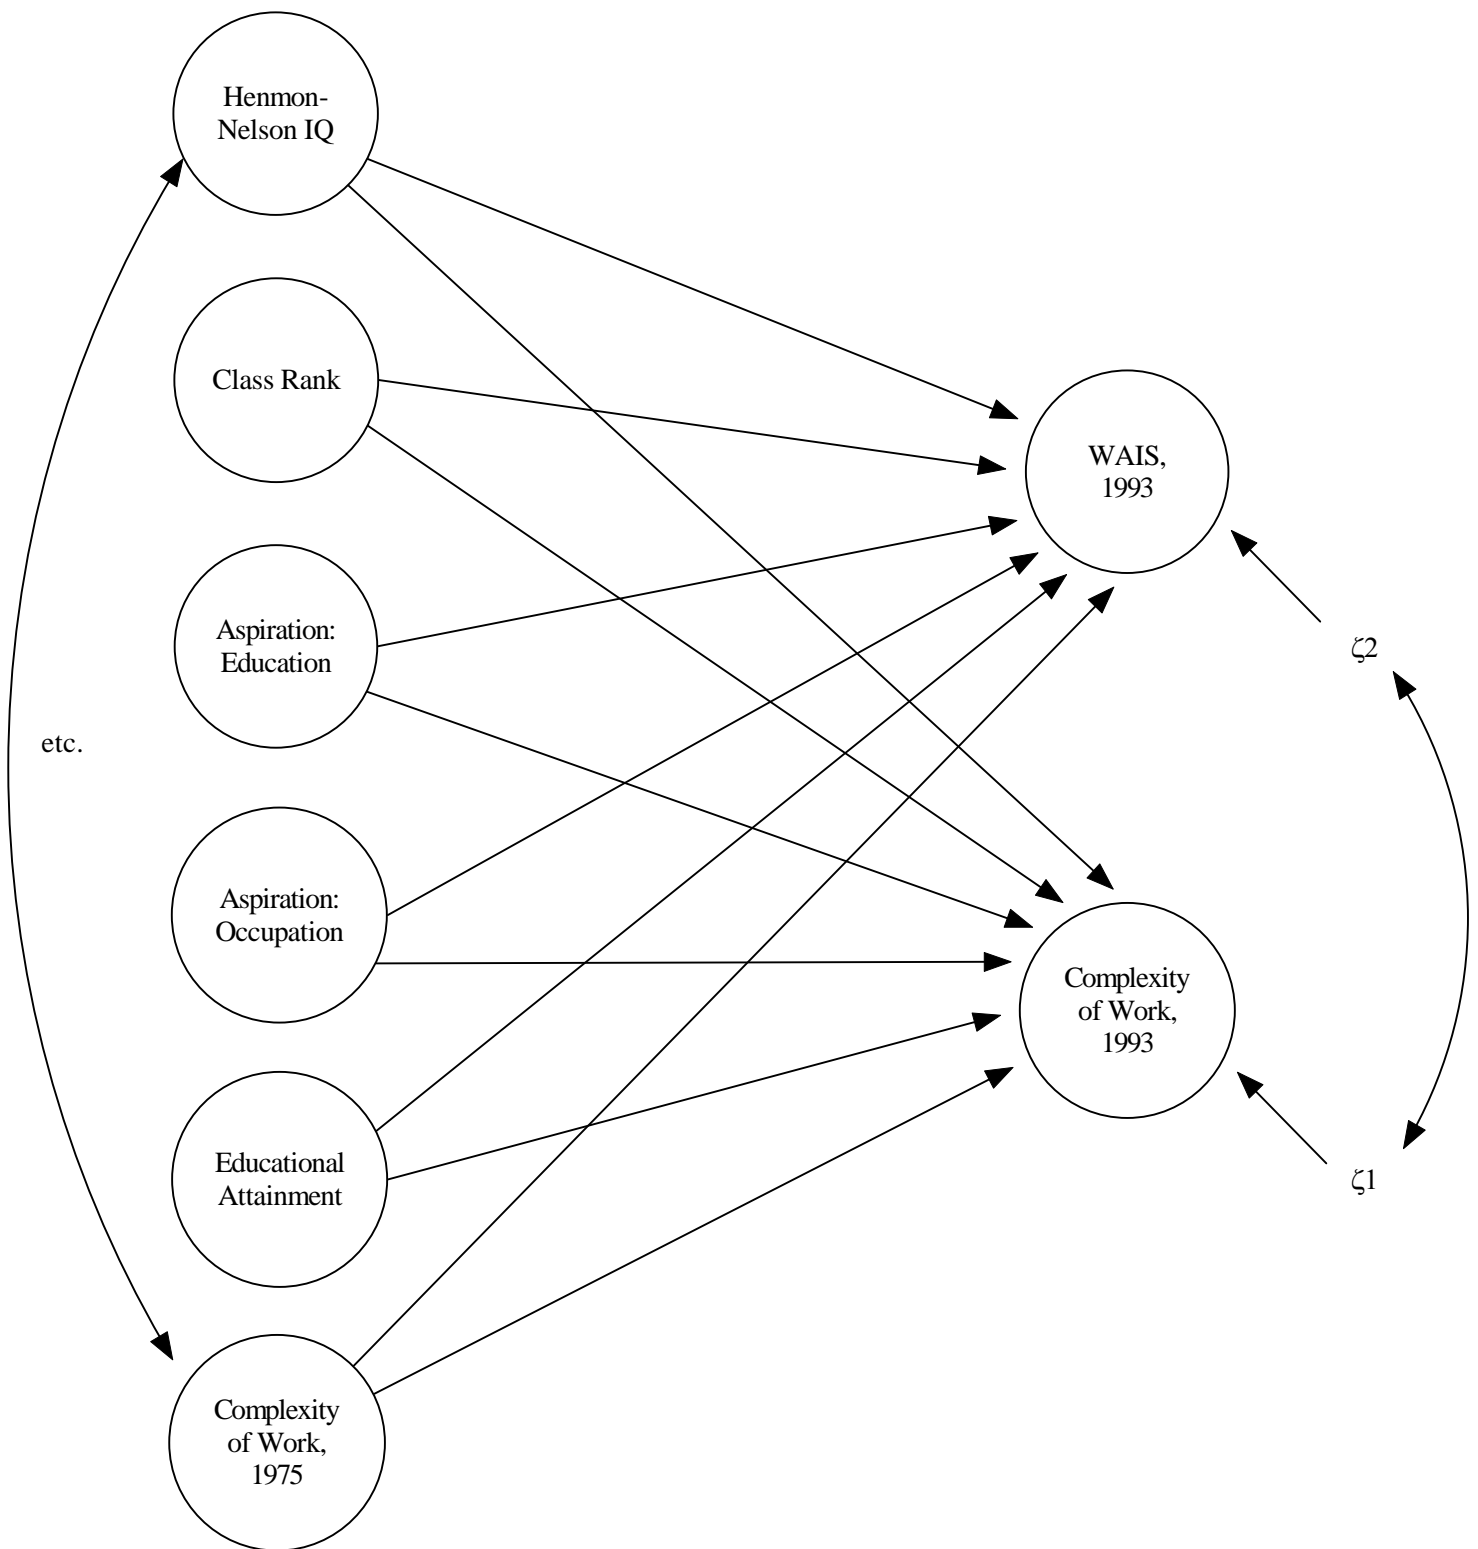 Henmon-
Nelson IQ
Class Rank
Aspiration:
Education
etc.
Aspiration:
Occupation
Educational
Attainment
Complexity
of Work,
1975
WAIS,
1993
ζ2
Complexity
of Work,
1993
ζ1